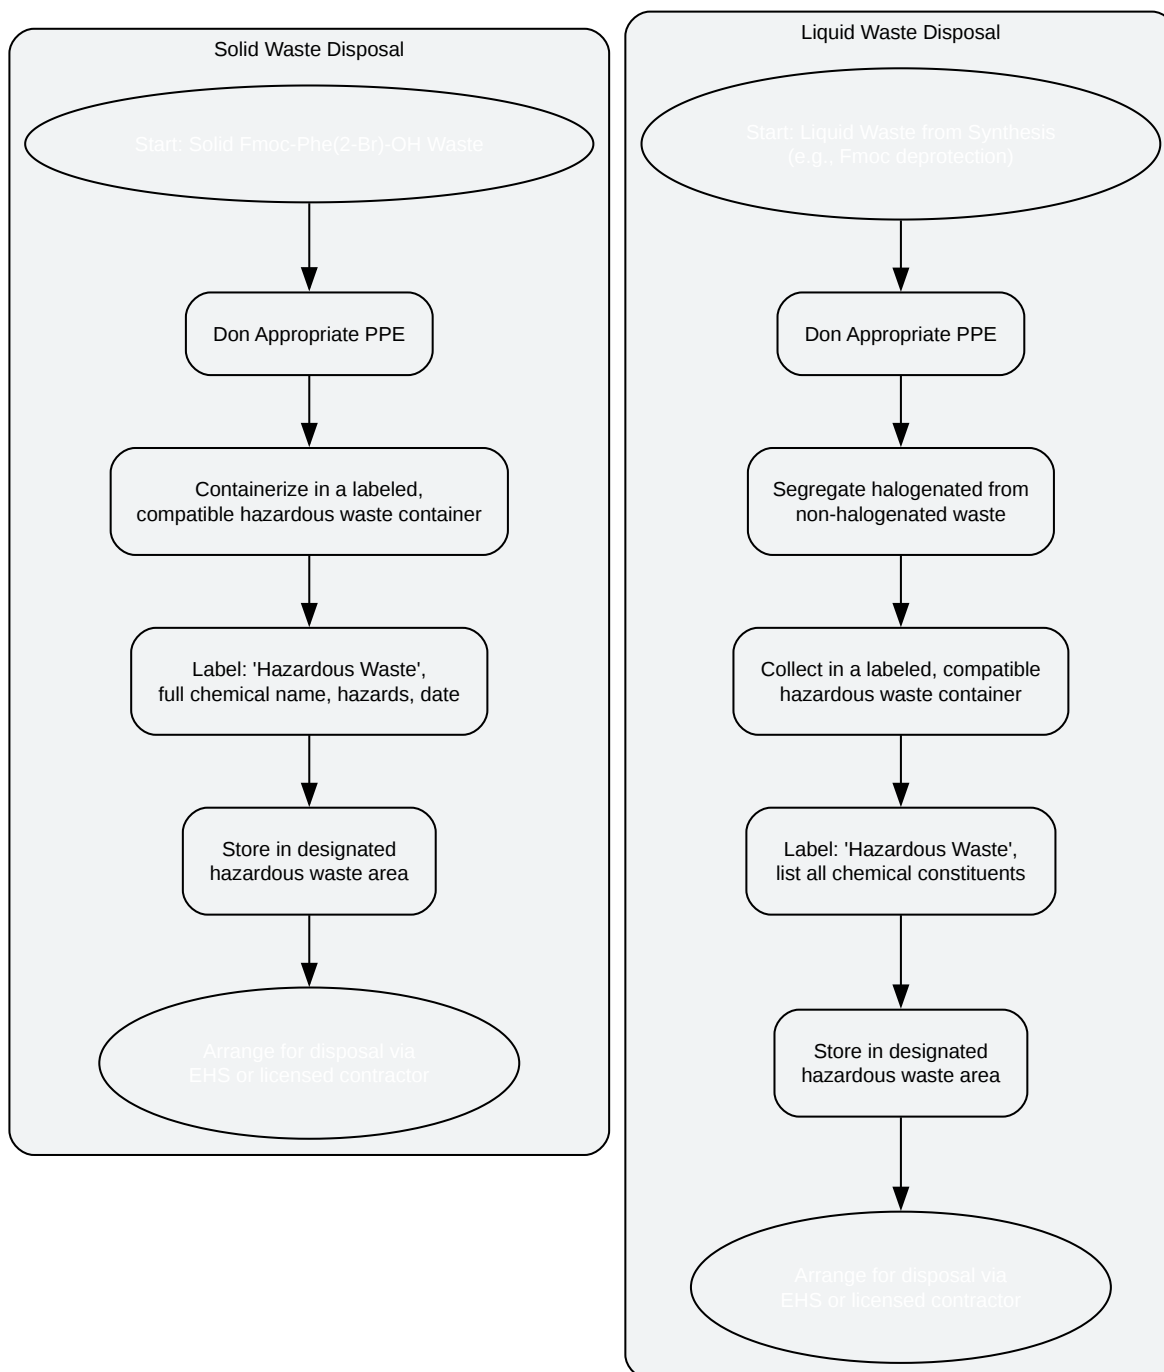 Solid Waste Disposal
Start: Solid Fmoc-Phe(2-Br)-OH Waste
Don Appropriate PPE
Containerize in a labeled,
compatible hazardous waste container
Label: 'Hazardous Waste',
full chemical name, hazards, date
Store in designated
hazardous waste area
Arrange for disposal via
EHS or licensed contractor
Liquid Waste Disposal
Start: Liquid Waste from Synthesis
(e.g., Fmoc deprotection)
Don Appropriate PPE
Segregate halogenated from
non-halogenated waste
Collect in a labeled, compatible
hazardous waste container
Label: 'Hazardous Waste',
list all chemical constituents
Store in designated
hazardous waste area
Arrange for disposal via
EHS or licensed contractor